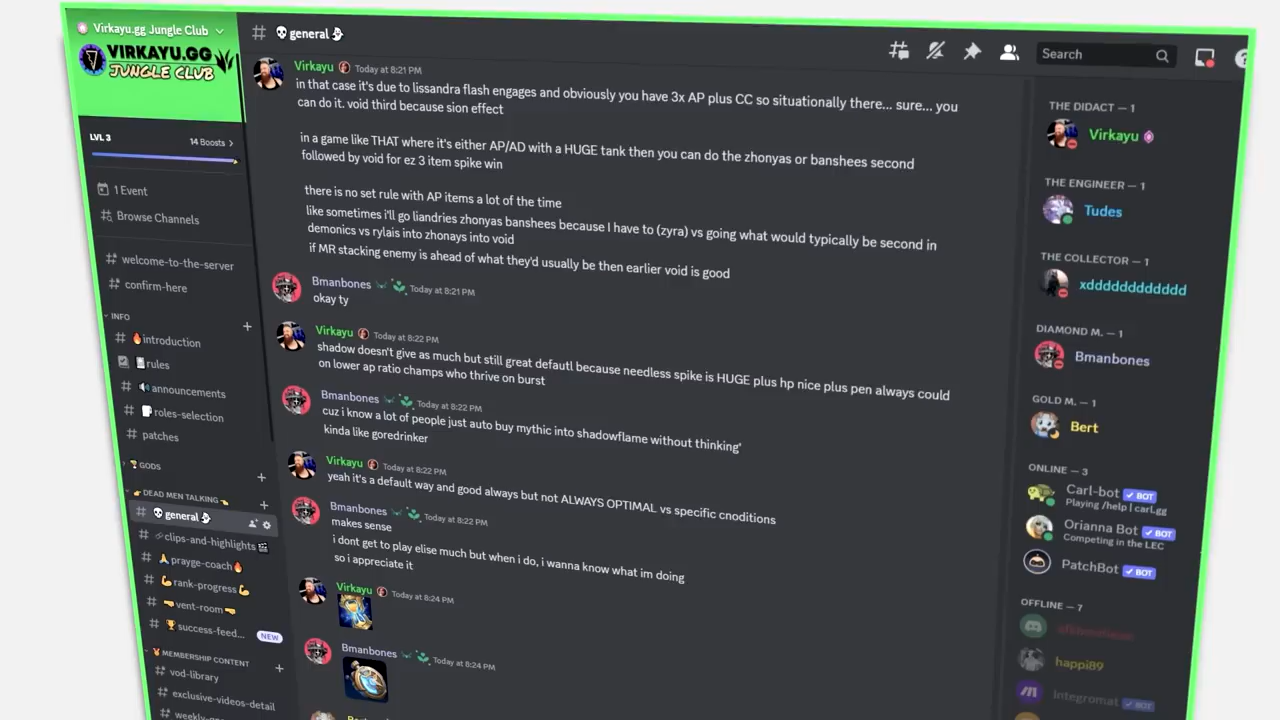 Virkayu.gg Jungle Club
VIRKAYU.GG
JUNGLE CLUB
LVL 3
14 Boosts
1 Event
Browse Channels
welcome-to-the-server
confirm-here
INFO
introduction
rules
announcements
roles-selection
patches
GODS
DEAD MEN TALKING
general
clips-and-highlights
prayge-coach
rank-progress
vent-room
success-feed...
NEW
MEMBERSHIP CONTENT
vod-library
exclusive-videos-detail
general
Search
Virkayu Today at 8:21 PM
in that case it's due to lissandra flash engages and obviously you have 3x AP plus CC so situationally there... sure... you
can do it. void third because sion effect
in a game like THAT where it's either AP/AD with a HUGE tank then you can do the zhonyas or banshees second
followed by void for ez 3 item spike win
there is no set rule with AP items a lot of the time
like sometimes i'll go liandries zhonyas banshees because I have to (zyra) vs going what would typically be second in
demonics vs rylais into zhonays into void
if MR stacking enemy is ahead of what they'd usually be then earlier void is good
Bmanbones Today at 8:21 PM
okay ty
Virkayu Today at 8:22 PM
shadow doesn't give as much but still great defautl because needless spike is HUGE plus hp nice plus pen always could
on lower ap ratio champs who thrive on burst
Bmanbones Today at 8:22 PM
cuz i know a lot of people just auto buy mythic into shadowflame without thinking"
kinda like goredrinker
Virkayu Today at 8:22 PM
yeah it's a default way and good always but not ALWAYS OPTIMAL vs specific cnoditions
Bmanbones Today at 8:22 PM
makes sense
i dont get to play elise much but when i do, i wanna know what im doing
so i appreciate it
Virkayu Today at 8:24 PM
Bmanbones Today at 8:24 PM
THE DIDACT — 1
Virkayu
THE ENGINEER — 1
Tudes
THE COLLECTOR — 1
xdddddddddddd
DIAMOND M. — 1
Bmanbones
GOLD M. — 1
Bert
ONLINE — 3
Carl-bot BOT
Playing /help | carl.gg
Orianna Bot BOT
Competing in the LEC
PatchBot BOT
OFFLINE — 7
happi89
Integromat BOT